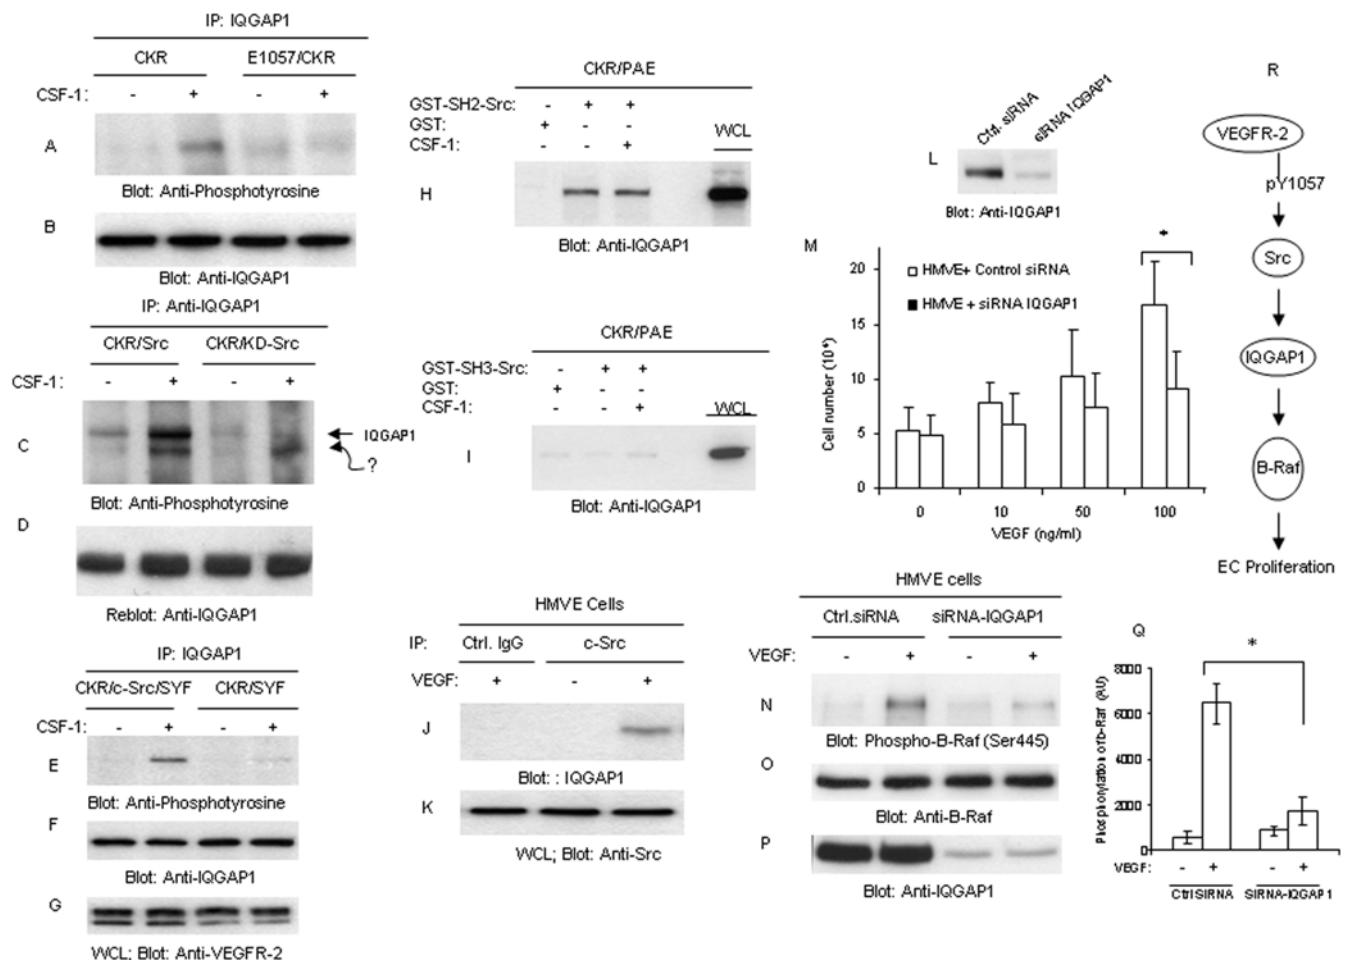 IP: IQGAP1
CKR E1057/CKR
CSF-1: - + - +
A
Blot: Anti-Phosphotyrosine
B
Blot: Anti-IQGAP1
IP: Anti-IQGAP1
CKR/Src CKR/KD-Src
CSF-1: - + - +
C
IQGAP1
?
Blot: Anti-Phosphotyrosine
D
Reblot: Anti-IQGAP1
IP: IQGAP1
CKR/c-Src/SYF CKR/SYF
CSF-1: - + - +
E
Blot: Anti-Phosphotyrosine
F
Blot: Anti-IQGAP1
G
WCL; Blot: Anti-VEGFR-2
CKR/PAE
GST-SH2-Src: - + +
GST: + - - WCL
CSF-1: - - +
H
Blot: Anti-IQGAP1
CKR/PAE
GST-SH3-Src: - + +
GST: + - -
CSF-1: - - + WCL
I
Blot: Anti-IQGAP1
HMVE Cells
IP: Ctrl. IgG c-Src
VEGF: + - +
J
Blot: : IQGAP1
K
WCL; Blot: Anti-Src
Ctrl. siRNA siRNA IQGAP1
L
Blot: Anti-IQGAP1
M
*
HMVE+ Control siRNA
HMVE + siRNA IQGAP1
Cell number (10⁴)
20
15
10
5
0
0 10 50 100
VEGF (ng/ml)
HMVE cells
Ctrl.siRNA siRNA-IQGAP1
VEGF: - + - +
N
Blot: Phospho-B-Raf (Ser445)
O
Blot: Anti-B-Raf
P
Blot: Anti-IQGAP1
R
VEGFR-2
pY1057
Src
IQGAP1
B-Raf
EC Proliferation
Q
*
Phosphorylation of b-Raf (AU)
8000
6000
4000
2000
0
VEGF: - + - +
Ctrl SiRNA SiRNA-IQGAP1